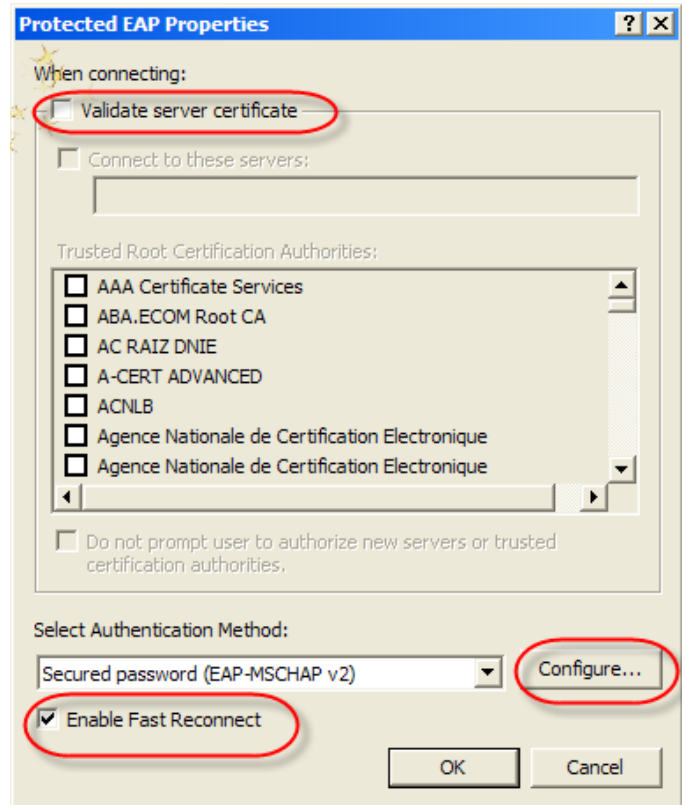 Protected EAP Properties
When connecting:
Validate server certificate
Connect to these servers:
Trusted Root Certification Authorities:
AAA Certificate Services
ABA.ECOM Root CA
AC RAIZ DNIE
A-CERT ADVANCED
ACNLB
Agence Nationale de Certification Electronique
Agence Nationale de Certification Electronique
Do not prompt user to authorize new servers or trusted
certification authorities.
Select Authentication Method:
Secured password (EAP-MSCHAP v2) Configure...
Enable Fast Reconnect
OK Cancel